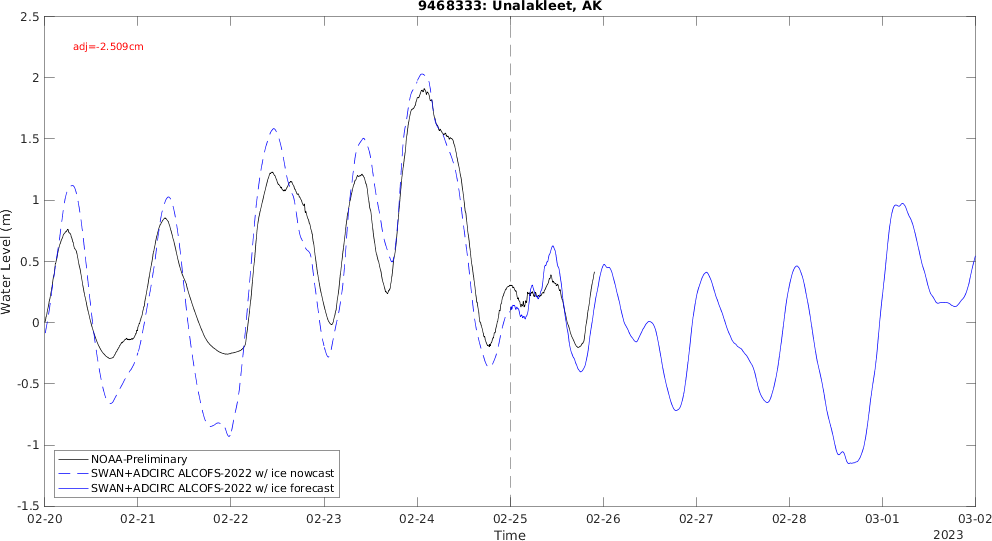 9468333: Unalakleet, AK
adj=-2.509cm
Water Level (m)
2.5
2
1.5
1
0.5
0
-0.5
-1
-1.5
NOAA-Preliminary
SWAN+ADCIRC ALCOFS-2022 w/ ice nowcast
SWAN+ADCIRC ALCOFS-2022 w/ ice forecast
02-20 02-21 02-22 02-23 02-24 02-25 02-26 02-27 02-28 03-01 03-02
Time
2023